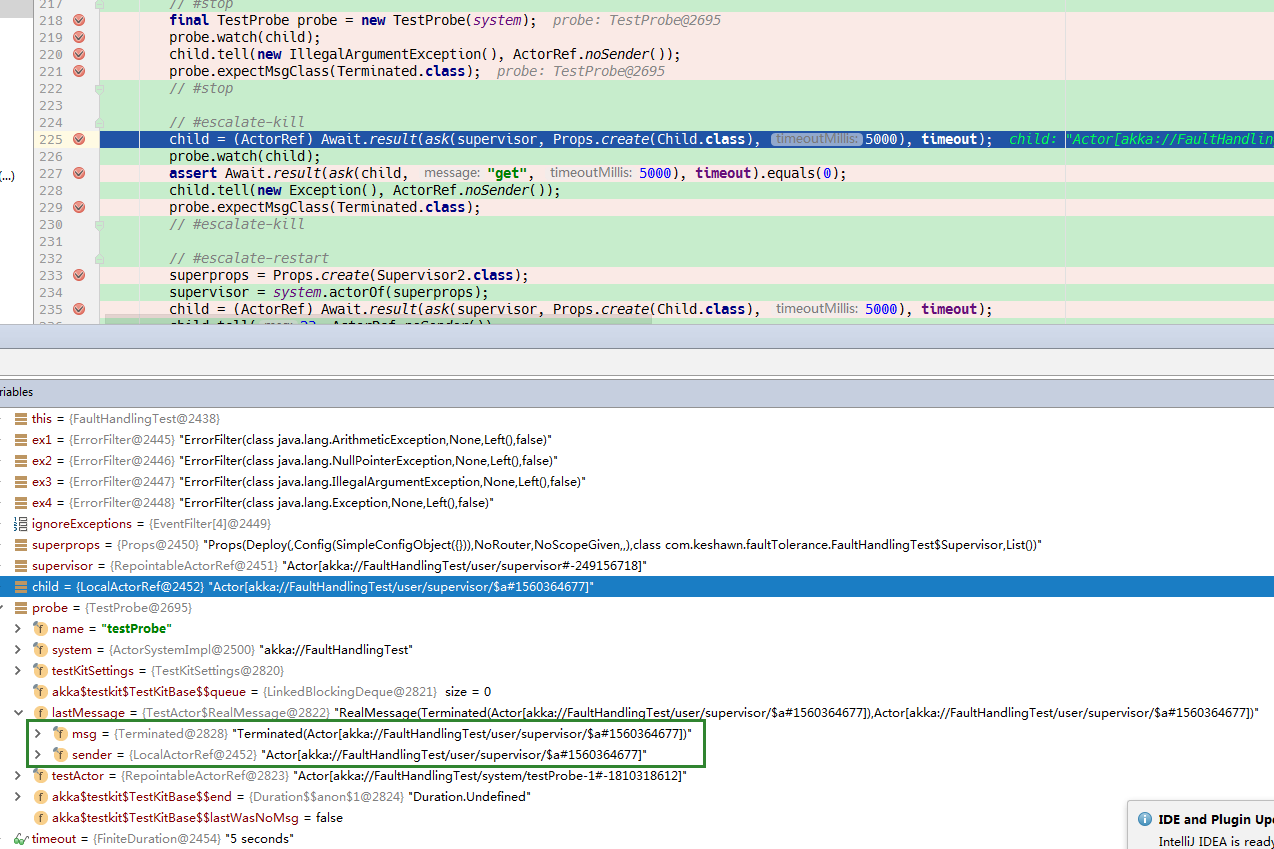 217 // #stop
218 final TestProbe probe = new TestProbe(system); probe: TestProbe@2695
219 probe.watch(child);
220 child.tell(new IllegalArgumentException(), ActorRef.noSender());
221 probe.expectMsgClass(Terminated.class); probe: TestProbe@2695
222 // #stop
223
224 // #escalate-kill
225 child = (ActorRef) Await.result(ask(supervisor, Props.create(Child.class), timeoutMillis: 5000), timeout); child: "Actor[akka://FaultHandlin
226 probe.watch(child);
(...)
227 assert Await.result(ask(child, message: "get", timeoutMillis: 5000), timeout).equals(0);
228 child.tell(new Exception(), ActorRef.noSender());
229 probe.expectMsgClass(Terminated.class);
230 // #escalate-kill
231
232 // #escalate-restart
233 superprops = Props.create(Supervisor2.class);
234 supervisor = system.actorOf(superprops);
235 child = (ActorRef) Await.result(ask(supervisor, Props.create(Child.class), timeoutMillis: 5000), timeout);
riables
this = {FaultHandlingTest@2438}
ex1 = {ErrorFilter@2445} "ErrorFilter(class java.lang.ArithmeticException,None,Left(),false)"
ex2 = {ErrorFilter@2446} "ErrorFilter(class java.lang.NullPointerException,None,Left(),false)"
ex3 = {ErrorFilter@2447} "ErrorFilter(class java.lang.IllegalArgumentException,None,Left(),false)"
ex4 = {ErrorFilter@2448} "ErrorFilter(class java.lang.Exception,None,Left(),false)"
ignoreExceptions = {EventFilter[4]@2449}
superprops = {Props@2450} "Props(Deploy(,Config(SimpleConfigObject({})),NoRouter,NoScopeGiven,,),class com.keshawn.faultTolerance.FaultHandlingTest$Supervisor,List())"
supervisor = {RepointableActorRef@2451} "Actor[akka://FaultHandlingTest/user/supervisor#-249156718]"
child = {LocalActorRef@2452} "Actor[akka://FaultHandlingTest/user/supervisor/$a#1560364677]"
probe = {TestProbe@2695}
name = "testProbe"
system = {ActorSystemImpl@2500} "akka://FaultHandlingTest"
testKitSettings = {TestKitSettings@2820}
akka$testkit$TestKitBase$$queue = {LinkedBlockingDeque@2821} size = 0
lastMessage = {TestActor$RealMessage@2822} "RealMessage(Terminated(Actor[akka://FaultHandlingTest/user/supervisor/$a#1560364677]),Actor[akka://FaultHandlingTest/user/supervisor/$a#1560364677])"
msg = {Terminated@2828} "Terminated(Actor[akka://FaultHandlingTest/user/supervisor/$a#1560364677])"
sender = {LocalActorRef@2452} "Actor[akka://FaultHandlingTest/user/supervisor/$a#1560364677]"
testActor = {RepointableActorRef@2823} "Actor[akka://FaultHandlingTest/system/testProbe-1#-1810318612]"
akka$testkit$TestKitBase$$end = {Duration$$anon$1@2824} "Duration.Undefined"
akka$testkit$TestKitBase$$lastWasNoMsg = false
timeout = {FiniteDuration@2454} "5 seconds"
IDE and Plugin Up
IntelliJ IDEA is ready